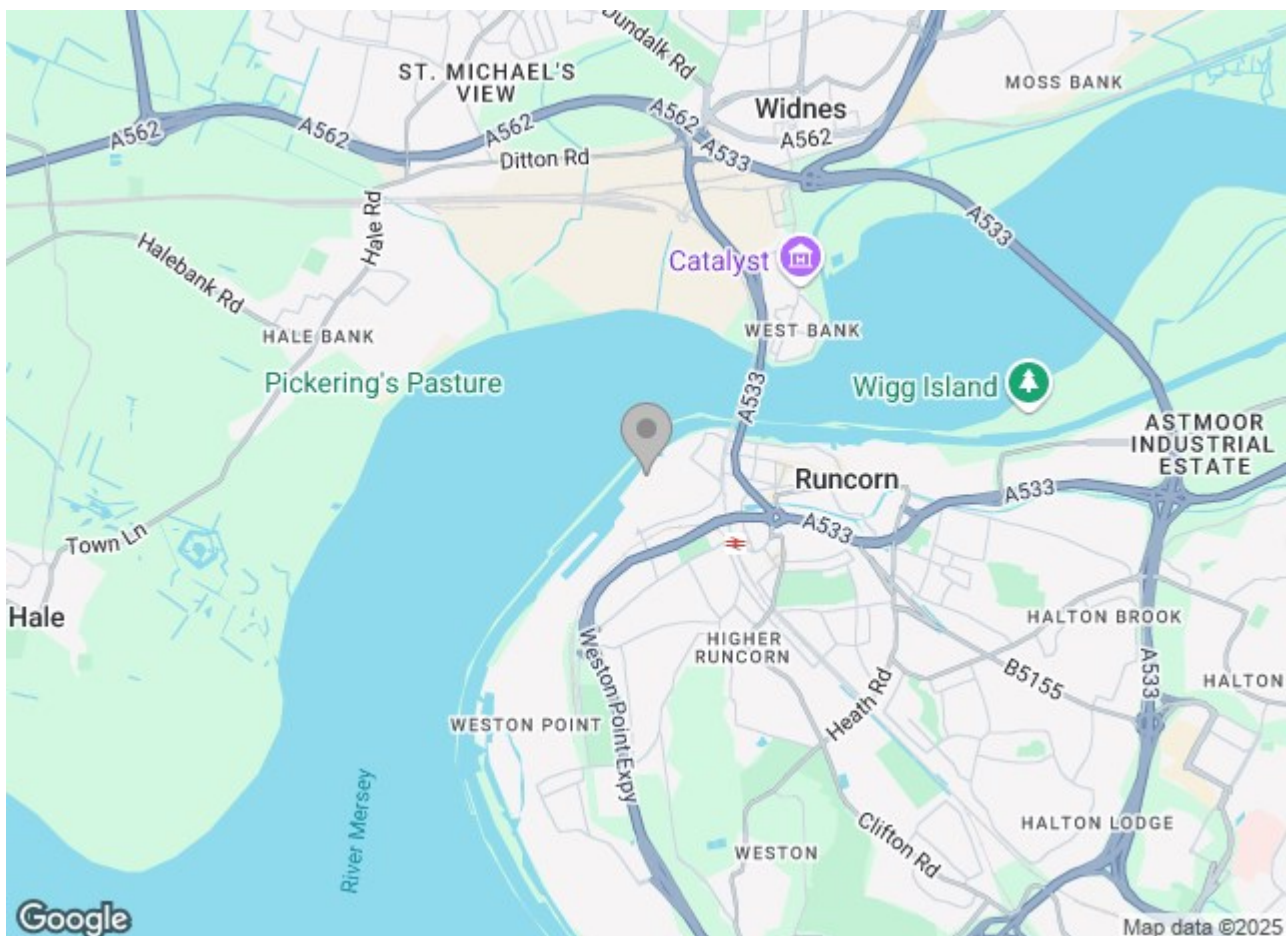 Dundalk Rd
ST. MICHAEL'S
VIEW
MOSS BANK
Widnes
A562
A562
A562
A562
A562
A533
Ditton Rd
Hale Rd
A533
Halebank Rd
Catalyst
HALE BANK
WEST BANK
Pickering's Pasture
A533
Wigg Island
ASTMOOR
INDUSTRIAL
ESTATE
Runcorn
A533
A533
Town Ln
Hale
HALTON BROOK
HIGHER
RUNCORN
Heath Rd
B5155
A533
HALTON
WESTON POINT
Weston Point Expy
River Mersey
HALTON LODGE
WESTON
Clifton Rd
Google
Map data ©2025